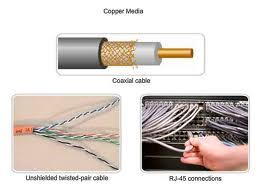 Copper Media
Coaxial cable
Unshielded twisted-pair cable
RJ-45 connections